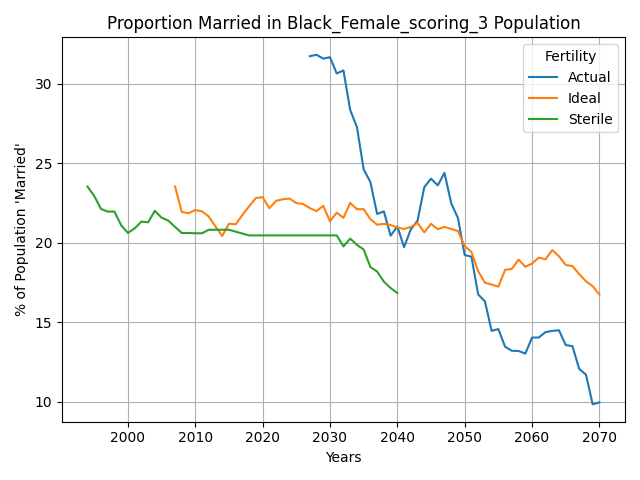 Proportion Married in Black_Female_scoring_3 Population
Fertility
Actual
Ideal
Sterile
% of Population 'Married'
30
25
20
15
10
2000
2010
2020
2030
2040
2050
2060
2070
Years